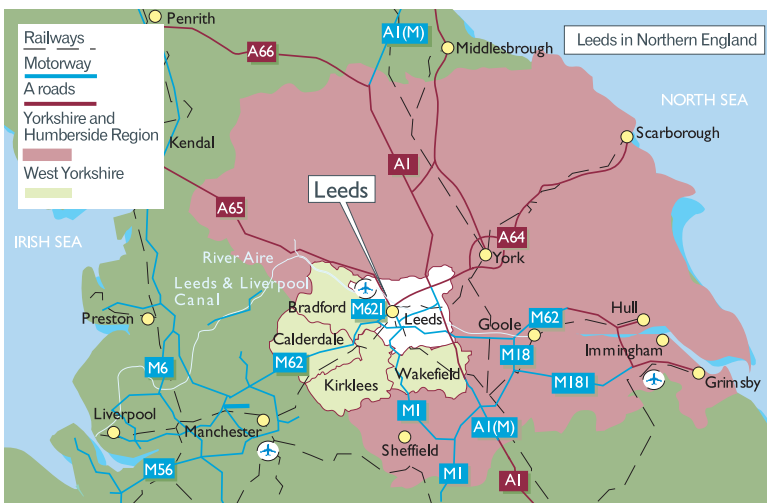 Penrith
Railways
Motorway
A roads
Yorkshire and
Humberside Region
West Yorkshire
A66
A1(M)
Middlesbrough
Leeds in Northern England
NORTH SEA
Kendal
Scarborough
A1
Leeds
A65
A64
IRISH SEA
River Aire
York
Leeds & Liverpool
Canal
Bradford
M621
Leeds
Preston
Goole
M62
Hull
Calderdale
M62
M18
Immingham
M6
Kirklees
Wakefield
M181
Grimsby
Liverpool
M1
Manchester
A1(M)
Sheffield
M56
M1
A1